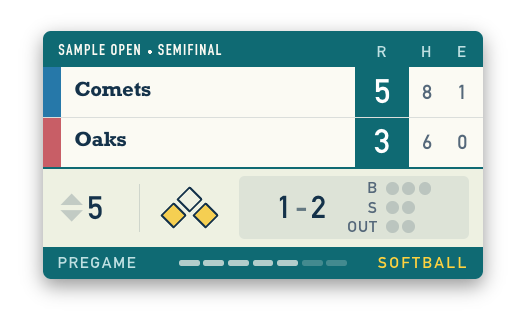 SAMPLE OPEN • SEMIFINAL R H E
Comets 5 8 1
Oaks 3 6 0
5 1-2 B
S
OUT
PREGAME SOFTBALL